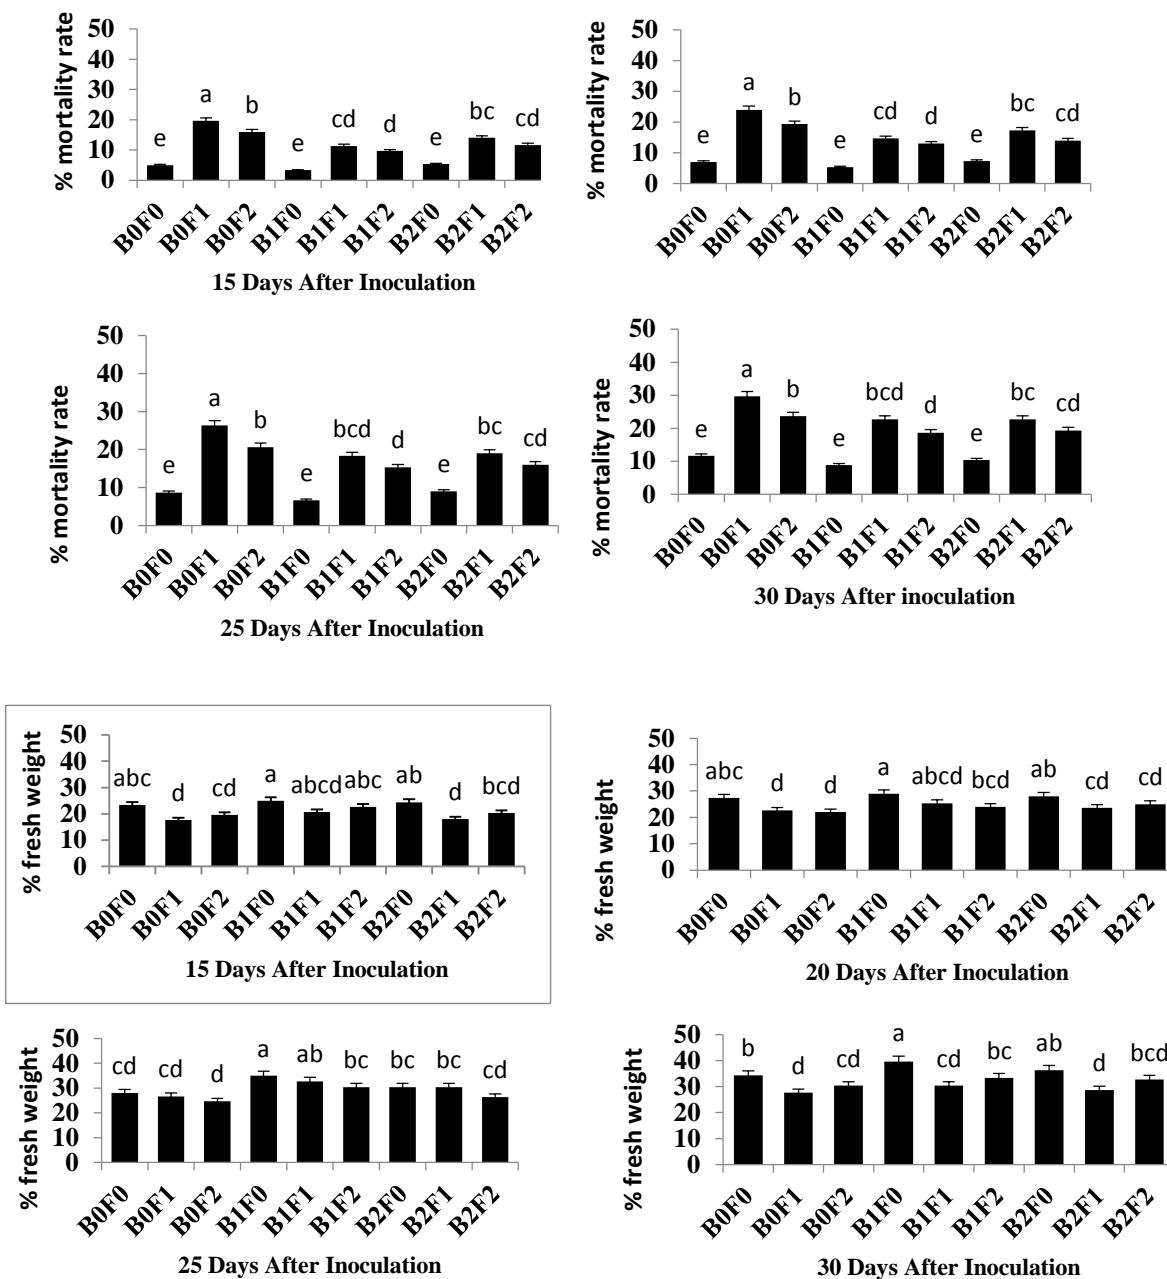 % mortality rate
50
40
30
20
10
0
e a b e cd d e bc cd
B0F0 B0F1 B0F2 B1F0 B1F1 B1F2 B2F0 B2F1 B2F2
15 Days After Inoculation
% mortality rate
50
40
30
20
10
0
e a b e cd d e bc cd
B0F0 B0F1 B0F2 B1F0 B1F1 B1F2 B2F0 B2F1 B2F2
% mortality rate
50
40
30
20
10
0
e a b e bcd d e bc cd
B0F0 B0F1 B0F2 B1F0 B1F1 B1F2 B2F0 B2F1 B2F2
25 Days After Inoculation
% mortality rate
50
40
30
20
10
0
e a b e bcd d e bc cd
B0F0 B0F1 B0F2 B1F0 B1F1 B1F2 B2F0 B2F1 B2F2
30 Days After inoculation
% fresh weight
50
40
30
20
10
0
abc d cd a abcd abc ab d bcd
B0F0 B0F1 B0F2 B1F0 B1F1 B1F2 B2F0 B2F1 B2F2
15 Days After Inoculation
% fresh weight
50
40
30
20
10
0
abc d d a abcd bcd ab cd cd
B0F0 B0F1 B0F2 B1F0 B1F1 B1F2 B2F0 B2F1 B2F2
20 Days After Inoculation
% fresh weight
50
40
30
20
10
0
cd cd d a ab bc bc bc cd
B0F0 B0F1 B0F2 B1F0 B1F1 B1F2 B2F0 B2F1 B2F2
25 Days After Inoculation
% fresh weight
50
40
30
20
10
0
b d cd a cd bc ab d bcd
B0F0 B0F1 B0F2 B1F0 B1F1 B1F2 B2F0 B2F1 B2F2
30 Days After Inoculation